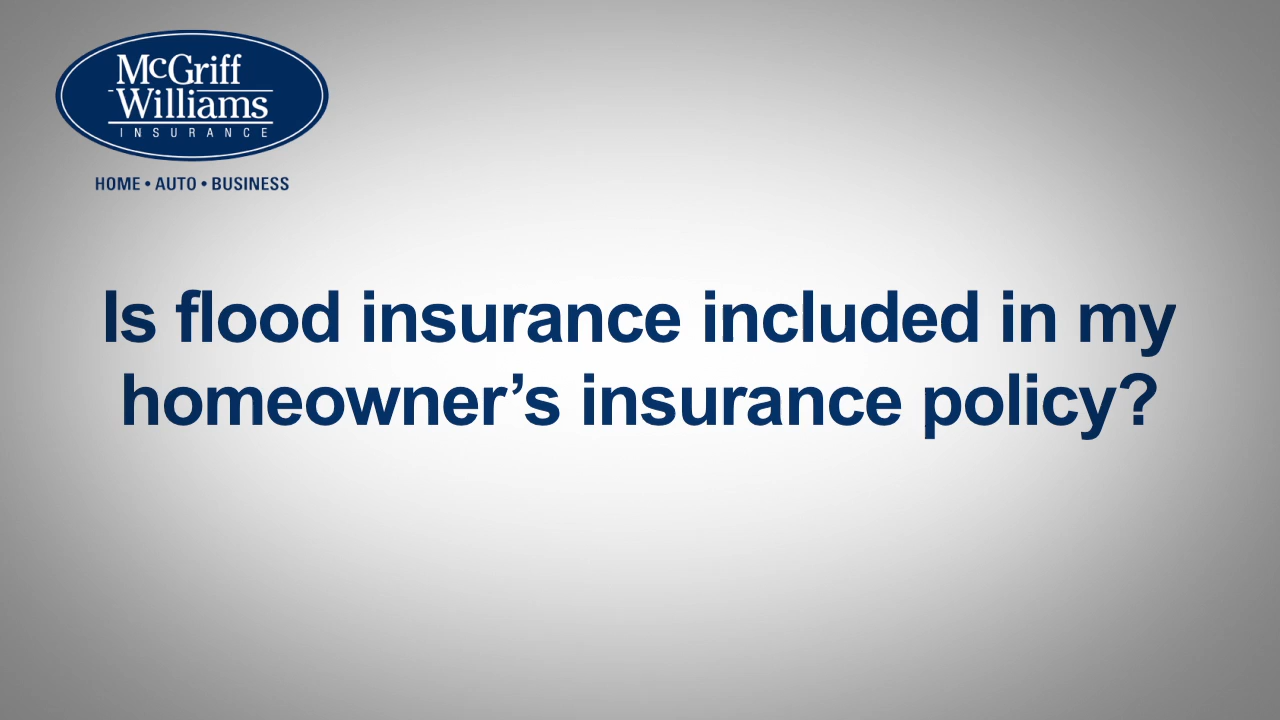 McGriff
Williams
INSURANCE
HOME • AUTO • BUSINESS
Is flood insurance included in my
homeowner’s insurance policy?